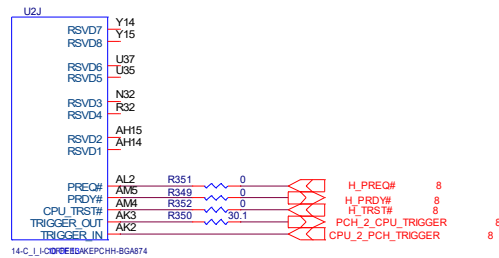 U2J
RSVD7 Y14
RSVD8 Y15
RSVD6 U37
RSVD5 U35
RSVD3 N32
RSVD4 R32
RSVD2 AH15
RSVD1 AH14
PREQ# AL2 R351 0 H_PREQ# 8
PRDY# AM5 R349 0 H_PRDY# 8
CPU_TRST# AM4 R352 0 H_TRST# 8
TRIGGER_OUT AK3 R350 30.1 PCH_2_CPU_TRIGGER 8
TRIGGER_IN AK2 CPU_2_PCH_TRIGGER 8